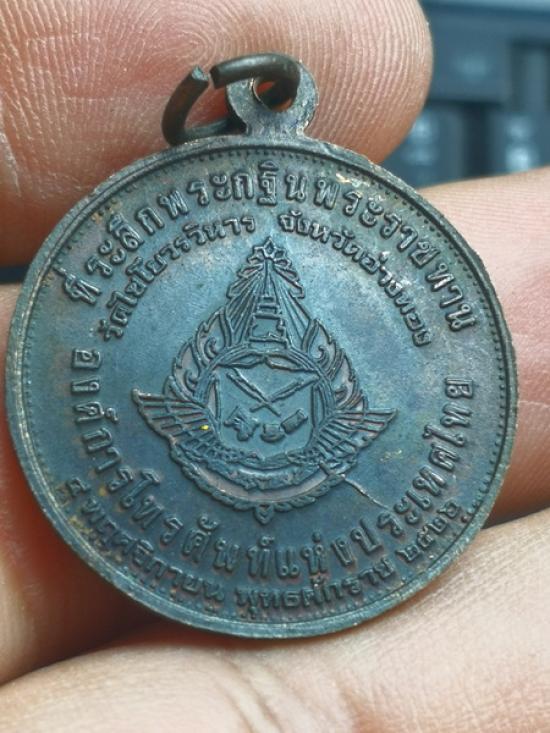 ที่ระลึกพระกฐินพระราชทาน
วัดไชโยวรวิหาร จังหวัดอ่างทอง
องค์การโทรศัพท์แห่งประเทศไทย
พฤศจิกายน พุทธศักราช ๒๕๒๖